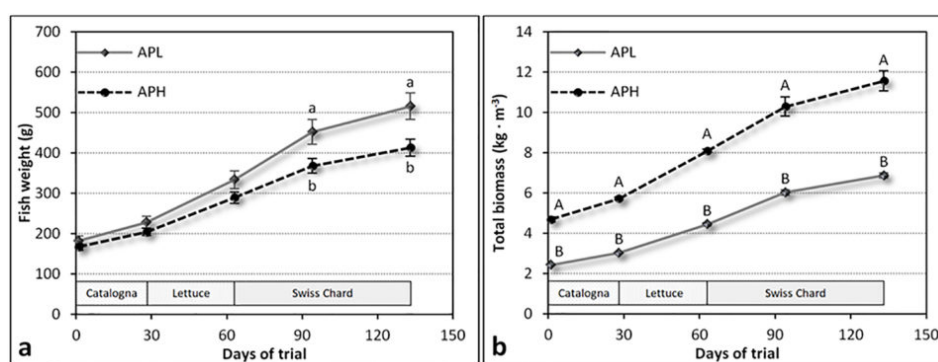 700
600
500
400
300
200
100
0
Fish weight (g)
APL
APH
a
a
b
b
Catalogna
Lettuce
Swiss Chard
0
30
60
90
120
150
Days of trial
a
14
12
10
8
6
4
2
0
Total biomass (kg · m⁻³)
APL
APH
A
A
A
A
A
B
B
B
B
B
Catalogna
Lettuce
Swiss Chard
0
30
60
90
120
150
Days of trial
b